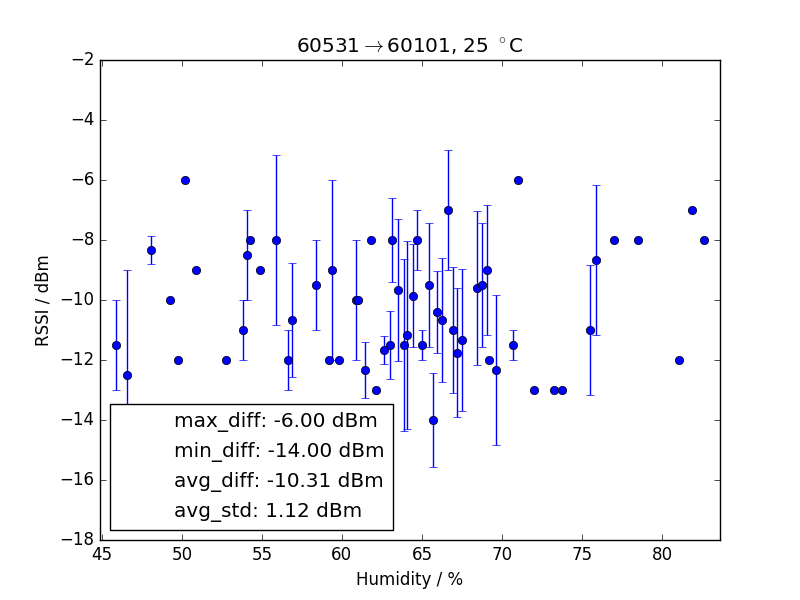 60531→60101, 25 °C
−2
−4
−6
−8
−10
−12
−14
−16
−18
RSSI / dBm
max_diff: -6.00 dBm
min_diff: -14.00 dBm
avg_diff: -10.31 dBm
avg_std: 1.12 dBm
45 50 55 60 65 70 75 80
Humidity / %